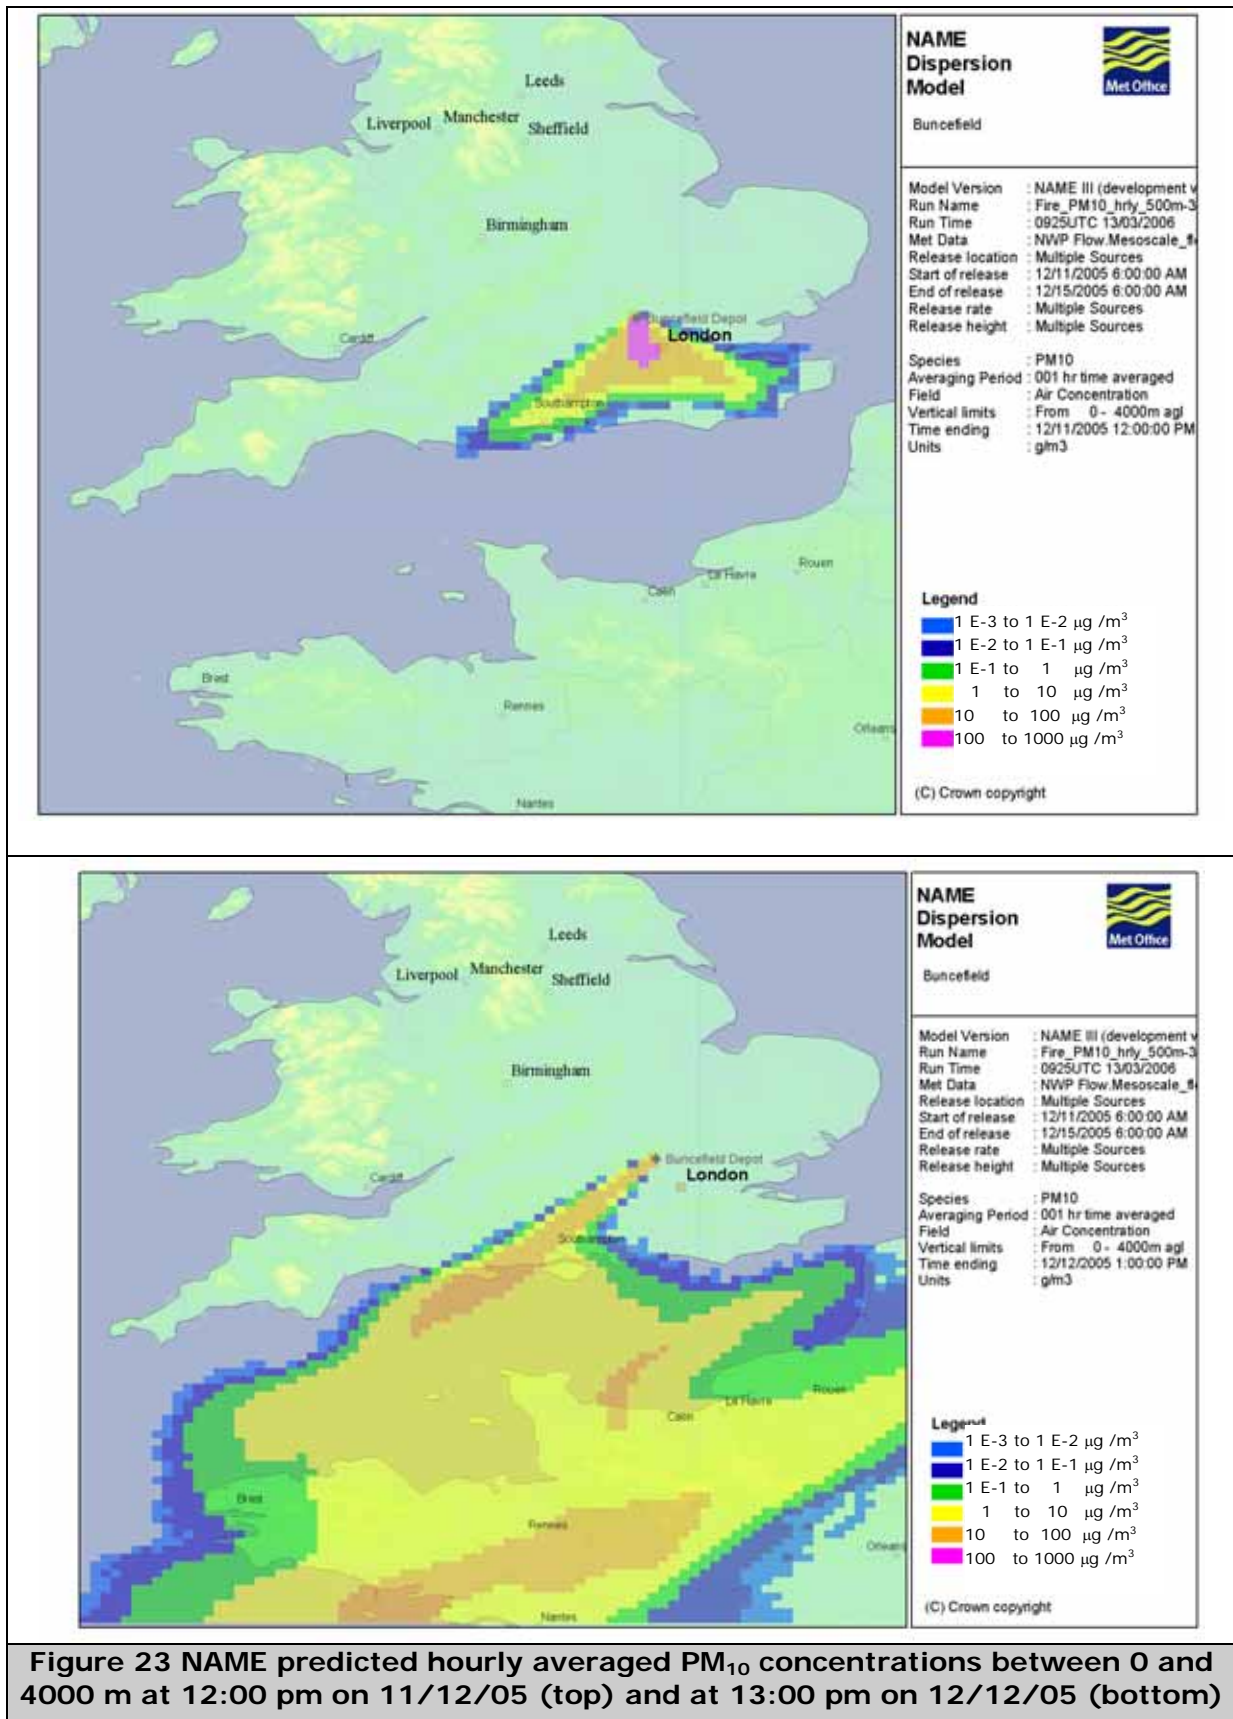 Leeds
Liverpool Manchester Sheffield
Birmingham
Cardiff
Buncefield Depot
London
Southampton
Caen
Le Havre
Rouen
Brest
Rennes
Orleans
Nantes
NAME
Dispersion
Model
Met Office
Buncefield
Model Version : NAME III (development v
Run Name : Fire_PM10_hrly_500m-3
Run Time : 0925UTC 13/03/2006
Met Data : NWP Flow.Mesoscale_fl
Release location : Multiple Sources
Start of release : 12/11/2005 6:00:00 AM
End of release : 12/15/2005 6:00:00 AM
Release rate : Multiple Sources
Release height : Multiple Sources
Species : PM10
Averaging Period : 001 hr time averaged
Field : Air Concentration
Vertical limits : From 0 - 4000m agl
Time ending : 12/11/2005 12:00:00 PM
Units : g/m3
Legend
1 E-3 to 1 E-2 µg /m³
1 E-2 to 1 E-1 µg /m³
1 E-1 to 1 µg /m³
1 to 10 µg /m³
10 to 100 µg /m³
100 to 1000 µg /m³
(C) Crown copyright
Leeds
Liverpool Manchester Sheffield
Birmingham
Cardiff
Buncefield Depot
London
Southampton
Caen
Le Havre
Rouen
Brest
Rennes
Orleans
Nantes
NAME
Dispersion
Model
Met Office
Buncefield
Model Version : NAME III (development v
Run Name : Fire_PM10_hrly_500m-3
Run Time : 0925UTC 13/03/2006
Met Data : NWP Flow.Mesoscale_fl
Release location : Multiple Sources
Start of release : 12/11/2005 6:00:00 AM
End of release : 12/15/2005 6:00:00 AM
Release rate : Multiple Sources
Release height : Multiple Sources
Species : PM10
Averaging Period : 001 hr time averaged
Field : Air Concentration
Vertical limits : From 0 - 4000m agl
Time ending : 12/12/2005 1:00:00 PM
Units : g/m3
Legend
1 E-3 to 1 E-2 µg /m³
1 E-2 to 1 E-1 µg /m³
1 E-1 to 1 µg /m³
1 to 10 µg /m³
10 to 100 µg /m³
100 to 1000 µg /m³
(C) Crown copyright
Figure 23 NAME predicted hourly averaged PM₁₀ concentrations between 0 and
4000 m at 12:00 pm on 11/12/05 (top) and at 13:00 pm on 12/12/05 (bottom)